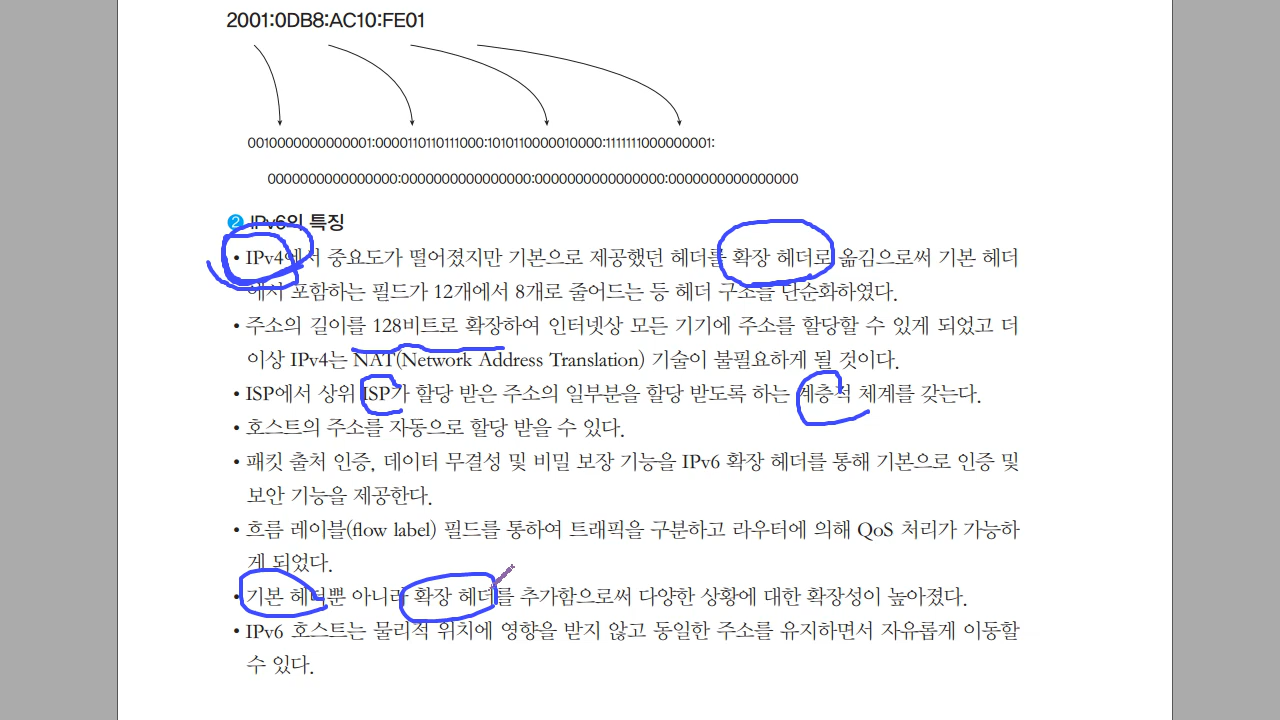 2001:0DB8:AC10:FE01
0010000000000001:0000110110111000:1010110000010000:1111111000000001:
0000000000000000:0000000000000000:0000000000000000:0000000000000000
❷ IPv6의 특징
• IPv4에서 중요도가 떨어졌지만 기본으로 제공했던 헤더를 확장 헤더로 옮김으로써 기본 헤더
에서 포함하는 필드가 12개에서 8개로 줄어드는 등 헤더 구조를 단순화하였다.
• 주소의 길이를 128비트로 확장하여 인터넷상 모든 기기에 주소를 할당할 수 있게 되었고 더
이상 IPv4는 NAT(Network Address Translation) 기술이 불필요하게 될 것이다.
• ISP에서 상위 ISP가 할당 받은 주소의 일부분을 할당 받도록 하는 계층적 체계를 갖는다.
• 호스트의 주소를 자동으로 할당 받을 수 있다.
• 패킷 출처 인증, 데이터 무결성 및 비밀 보장 기능을 IPv6 확장 헤더를 통해 기본으로 인증 및
보안 기능을 제공한다.
• 흐름 레이블(flow label) 필드를 통하여 트래픽을 구분하고 라우터에 의해 QoS 처리가 가능하
게 되었다.
• 기본 헤더뿐 아니라 확장 헤더를 추가함으로써 다양한 상황에 대한 확장성이 높아졌다.
• IPv6 호스트는 물리적 위치에 영향을 받지 않고 동일한 주소를 유지하면서 자유롭게 이동할
수 있다.